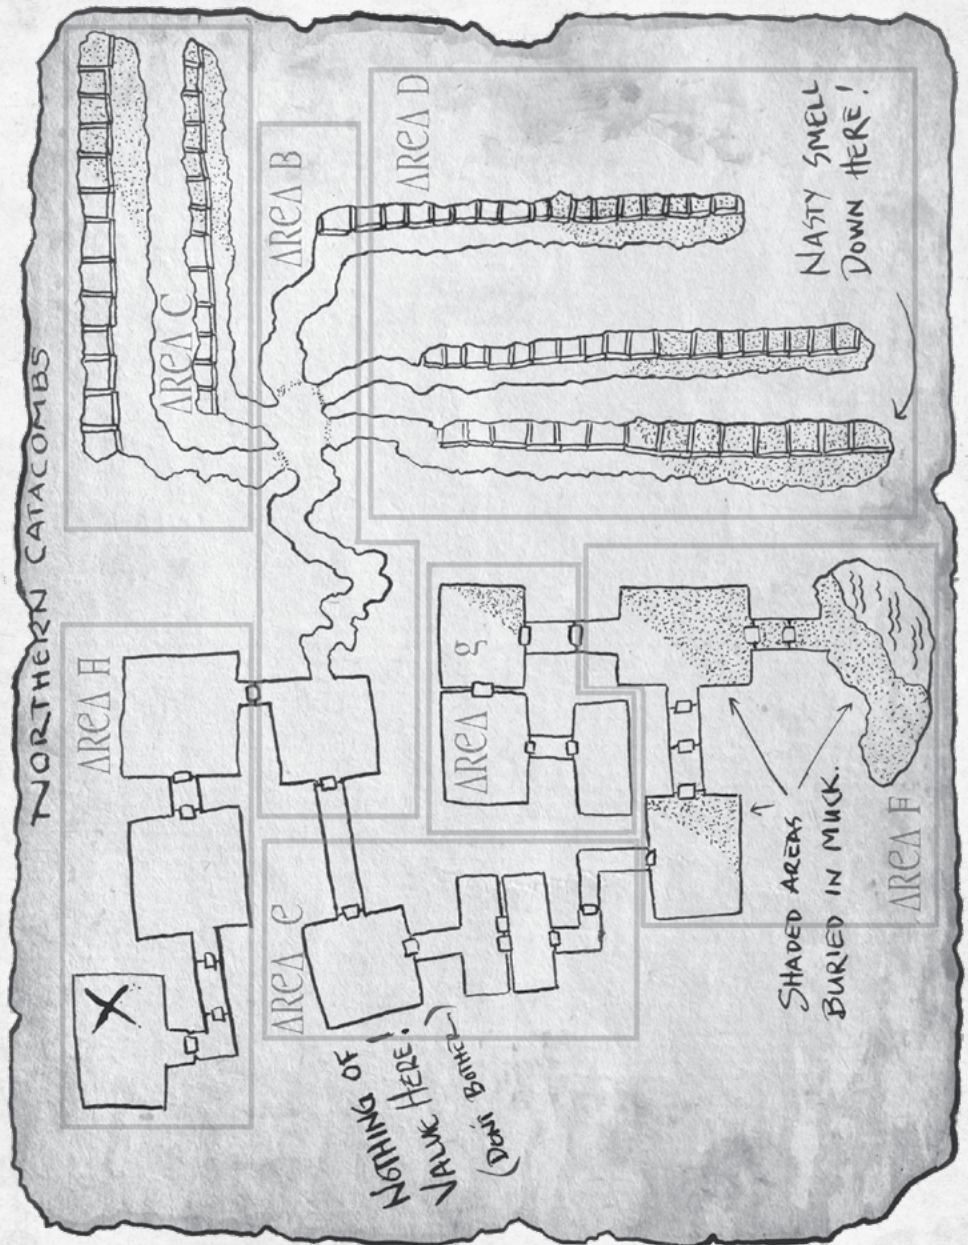 NORTHERN CATACOMBS
AreA H
AreA C
AreA B
AreA e
AreA D
NOTHING OF
VALUE HERE!
(DON'T BOTHER)
AreA g
NASTY SMELL
DOWN HERE!
SHADED AREAS
BURIED IN MUCK.
AreA F